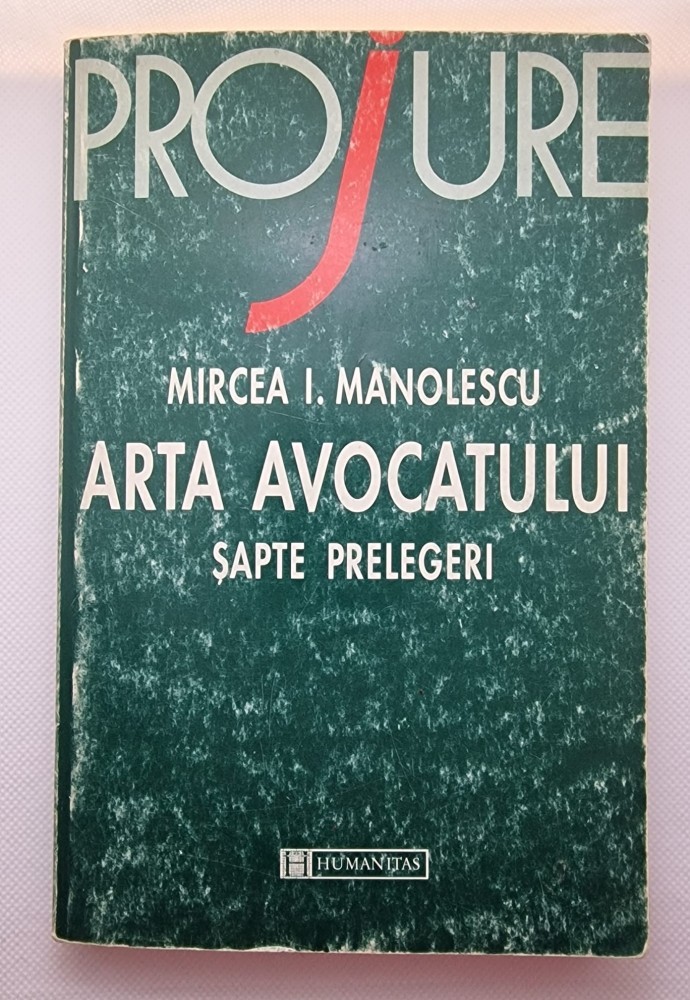 PROjURE
MIRCEA I. MANOLESCU
ARTA AVOCATULUI
ŞAPTE PRELEGERI
HUMANITAS